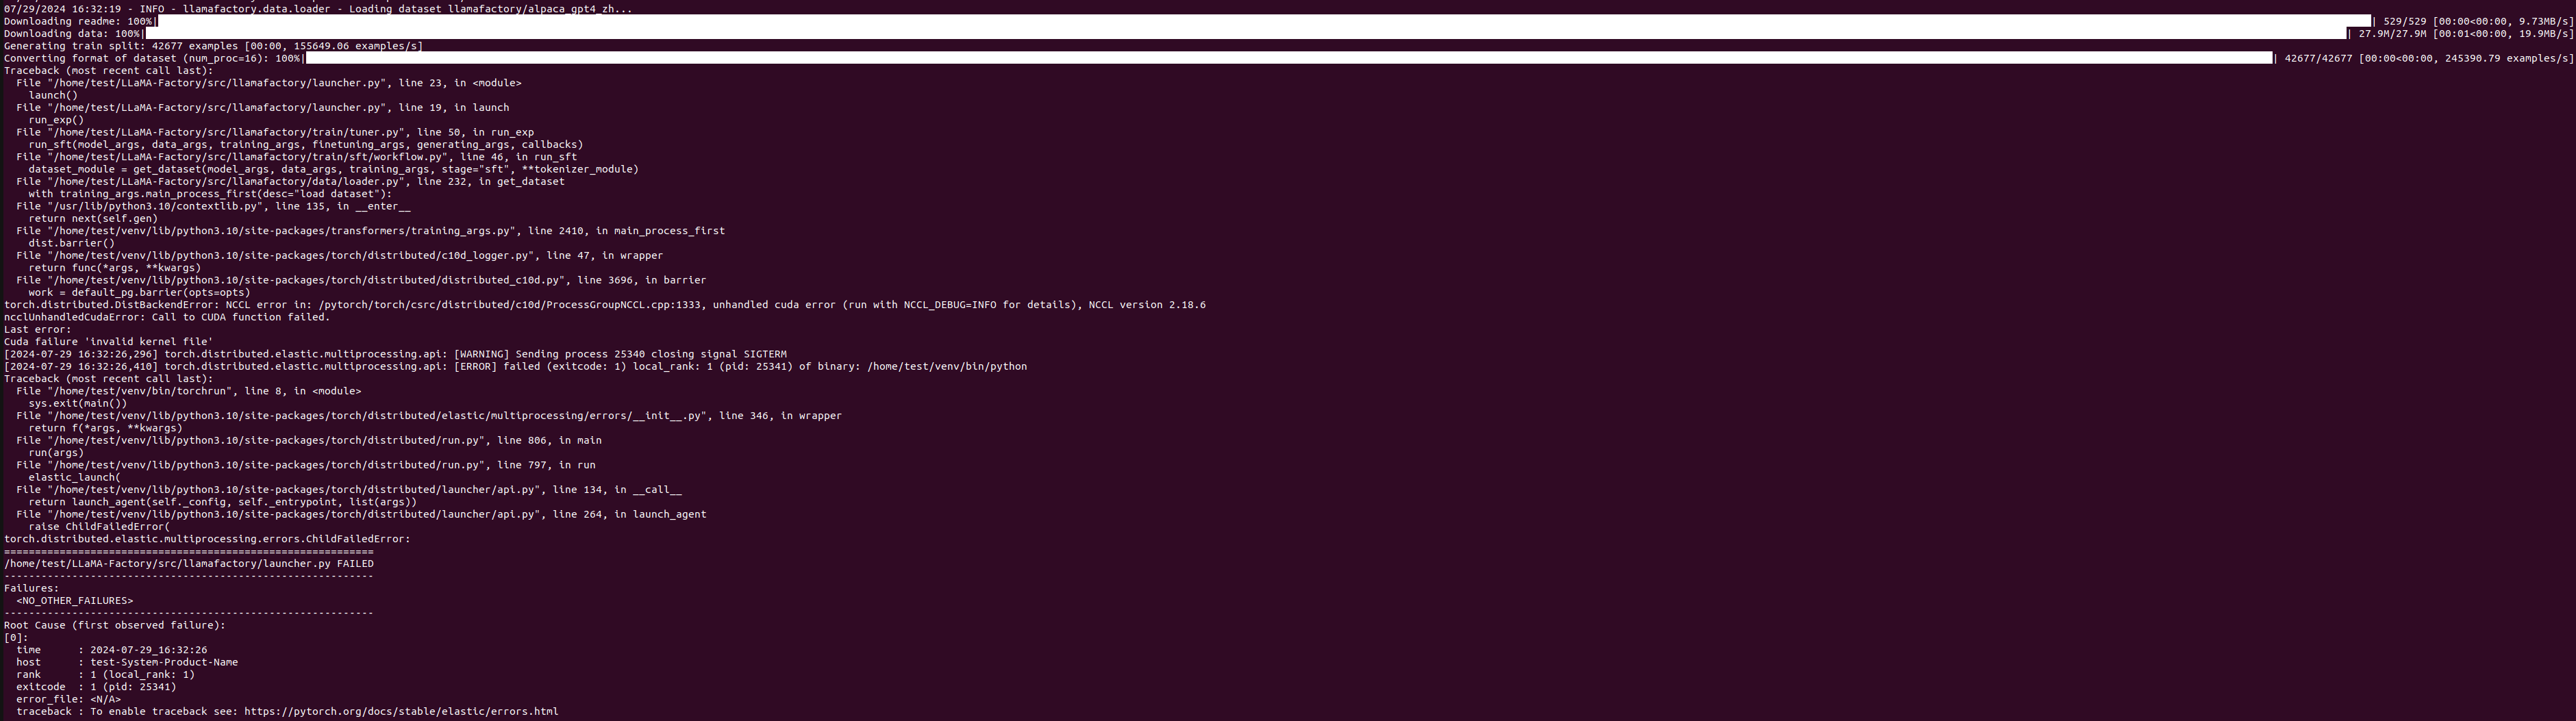 07/29/2024 16:32:19 - INFO - llamafactory.data.loader - Loading dataset llamafactory/alpaca_gpt4_zh...
Downloading readme: 100%| | 529/529 [00:00<00:00, 9.73MB/s]
Downloading data: 100%| | 27.9M/27.9M [00:01<00:00, 19.9MB/s]
Generating train split: 42677 examples [00:00, 155649.06 examples/s]
Converting format of dataset (num_proc=16): 100%| | 42677/42677 [00:00<00:00, 245390.79 examples/s]
Traceback (most recent call last):
  File "/home/test/LLaMA-Factory/src/llamafactory/launcher.py", line 23, in <module>
    launch()
  File "/home/test/LLaMA-Factory/src/llamafactory/launcher.py", line 19, in launch
    run_exp()
  File "/home/test/LLaMA-Factory/src/llamafactory/train/tuner.py", line 50, in run_exp
    run_sft(model_args, data_args, training_args, finetuning_args, generating_args, callbacks)
  File "/home/test/LLaMA-Factory/src/llamafactory/train/sft/workflow.py", line 46, in run_sft
    dataset_module = get_dataset(model_args, data_args, training_args, stage="sft", **tokenizer_module)
  File "/home/test/LLaMA-Factory/src/llamafactory/data/loader.py", line 232, in get_dataset
    with training_args.main_process_first(desc="load dataset"):
  File "/usr/lib/python3.10/contextlib.py", line 135, in __enter__
    return next(self.gen)
  File "/home/test/venv/lib/python3.10/site-packages/transformers/training_args.py", line 2410, in main_process_first
    dist.barrier()
  File "/home/test/venv/lib/python3.10/site-packages/torch/distributed/c10d_logger.py", line 47, in wrapper
    return func(*args, **kwargs)
  File "/home/test/venv/lib/python3.10/site-packages/torch/distributed/distributed_c10d.py", line 3696, in barrier
    work = default_pg.barrier(opts=opts)
torch.distributed.DistBackendError: NCCL error in: /pytorch/torch/csrc/distributed/c10d/ProcessGroupNCCL.cpp:1333, unhandled cuda error (run with NCCL_DEBUG=INFO for details), NCCL version 2.18.6
ncclUnhandledCudaError: Call to CUDA function failed.
Last error:
Cuda failure 'invalid kernel file'
[2024-07-29 16:32:26,296] torch.distributed.elastic.multiprocessing.api: [WARNING] Sending process 25340 closing signal SIGTERM
[2024-07-29 16:32:26,410] torch.distributed.elastic.multiprocessing.api: [ERROR] failed (exitcode: 1) local_rank: 1 (pid: 25341) of binary: /home/test/venv/bin/python
Traceback (most recent call last):
  File "/home/test/venv/bin/torchrun", line 8, in <module>
    sys.exit(main())
  File "/home/test/venv/lib/python3.10/site-packages/torch/distributed/elastic/multiprocessing/errors/__init__.py", line 346, in wrapper
    return f(*args, **kwargs)
  File "/home/test/venv/lib/python3.10/site-packages/torch/distributed/run.py", line 806, in main
    run(args)
  File "/home/test/venv/lib/python3.10/site-packages/torch/distributed/run.py", line 797, in run
    elastic_launch(
  File "/home/test/venv/lib/python3.10/site-packages/torch/distributed/launcher/api.py", line 134, in __call__
    return launch_agent(self._config, self._entrypoint, list(args))
  File "/home/test/venv/lib/python3.10/site-packages/torch/distributed/launcher/api.py", line 264, in launch_agent
    raise ChildFailedError(
torch.distributed.elastic.multiprocessing.errors.ChildFailedError:
============================================================
/home/test/LLaMA-Factory/src/llamafactory/launcher.py FAILED
------------------------------------------------------------
Failures:
  <NO_OTHER_FAILURES>
------------------------------------------------------------
Root Cause (first observed failure):
[0]:
  time      : 2024-07-29_16:32:26
  host      : test-System-Product-Name
  rank      : 1 (local_rank: 1)
  exitcode  : 1 (pid: 25341)
  error_file: <N/A>
  traceback : To enable traceback see: https://pytorch.org/docs/stable/elastic/errors.html